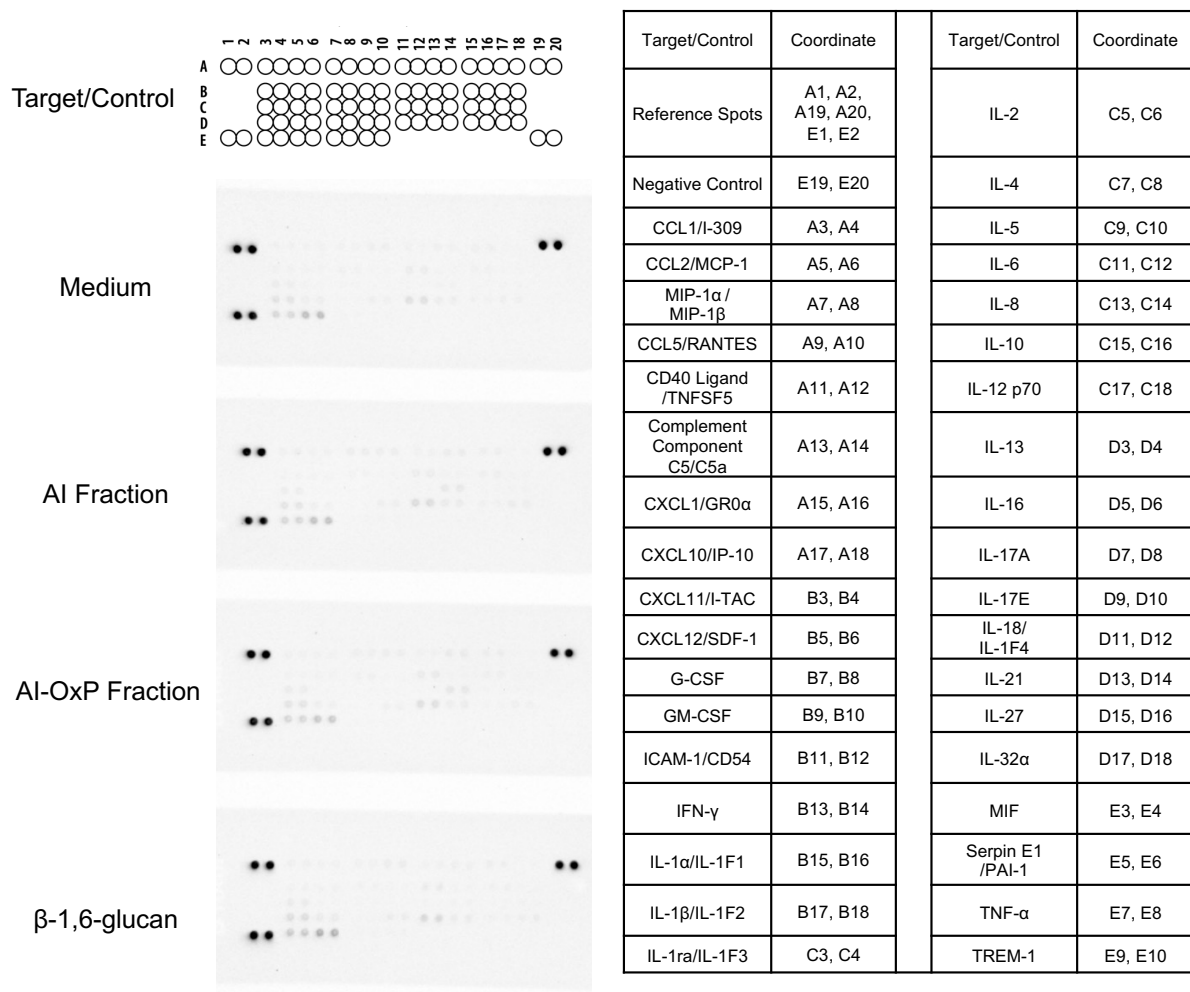 1 2 3 4 5 6 7 8 9 10 11 12 13 14 15 16 17 18 19 20
A
B
C
D
E
Target/Control
Medium
AI Fraction
AI-OxP Fraction
β-1,6-glucan
Target/Control Coordinate Target/Control Coordinate
Reference Spots A1, A2, A19, A20, E1, E2 IL-2 C5, C6
Negative Control E19, E20 IL-4 C7, C8
CCL1/I-309 A3, A4 IL-5 C9, C10
CCL2/MCP-1 A5, A6 IL-6 C11, C12
MIP-1α / MIP-1β A7, A8 IL-8 C13, C14
CCL5/RANTES A9, A10 IL-10 C15, C16
CD40 Ligand /TNFSF5 A11, A12 IL-12 p70 C17, C18
Complement Component C5/C5a A13, A14 IL-13 D3, D4
CXCL1/GR0α A15, A16 IL-16 D5, D6
CXCL10/IP-10 A17, A18 IL-17A D7, D8
CXCL11/I-TAC B3, B4 IL-17E D9, D10
CXCL12/SDF-1 B5, B6 IL-18/ IL-1F4 D11, D12
G-CSF B7, B8 IL-21 D13, D14
GM-CSF B9, B10 IL-27 D15, D16
ICAM-1/CD54 B11, B12 IL-32α D17, D18
IFN-γ B13, B14 MIF E3, E4
IL-1α/IL-1F1 B15, B16 Serpin E1 /PAI-1 E5, E6
IL-1β/IL-1F2 B17, B18 TNF-α E7, E8
IL-1ra/IL-1F3 C3, C4 TREM-1 E9, E10